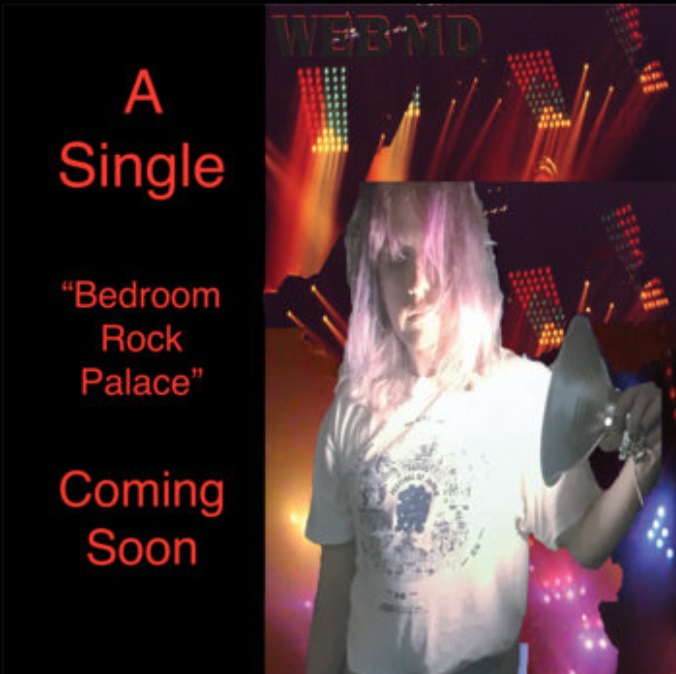 WEB MD
A
Single
“Bedroom
Rock
Palace”
Coming
Soon